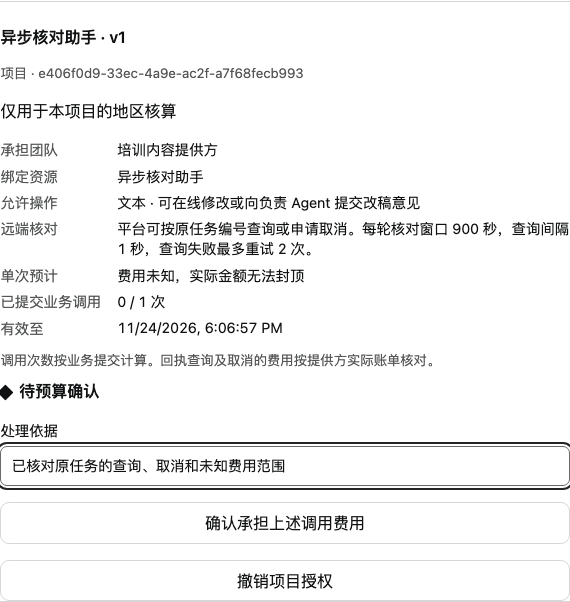 异步核对助手 · v1
项目 · e406f0d9-33ec-4a9e-ac2f-a7f68fecb993
仅用于本项目的地区核算
承担团队 培训内容提供方
绑定资源 异步核对助手
允许操作 文本 · 可在线修改或向负责 Agent 提交改稿意见
远端核对 平台可按原任务编号查询或申请取消。每轮核对窗口 900 秒，查询间隔
1 秒，查询失败最多重试 2 次。
单次预计 费用未知，实际金额无法封顶
已提交业务调用 0 / 1 次
有效至 11/24/2026, 6:06:57 PM
调用次数按业务提交计算。回执查询及取消的费用按提供方实际账单核对。
◆ 待预算确认
处理依据
已核对原任务的查询、取消和未知费用范围
确认承担上述调用费用
撤销项目授权